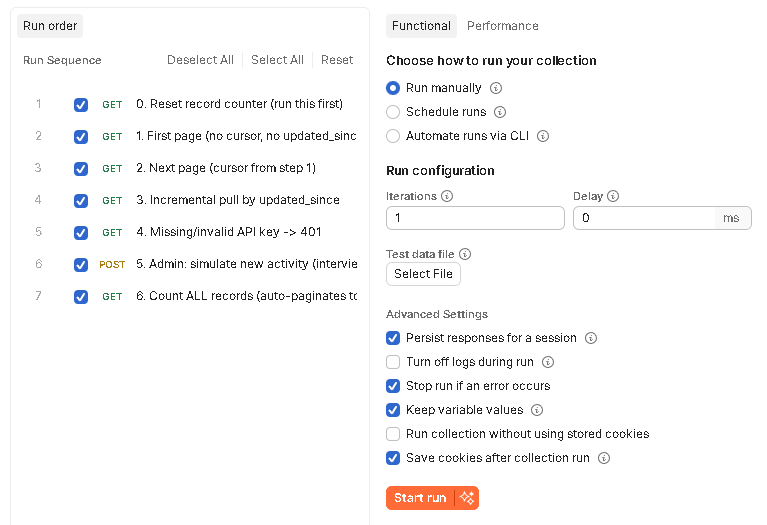 Run order
Run Sequence Deselect All Select All Reset
1 GET 0. Reset record counter (run this first)
2 GET 1. First page (no cursor, no updated_sinc
3 GET 2. Next page (cursor from step 1)
4 GET 3. Incremental pull by updated_since
5 GET 4. Missing/invalid API key -> 401
6 POST 5. Admin: simulate new activity (intervie
7 GET 6. Count ALL records (auto-paginates to
Functional Performance
Choose how to run your collection
Run manually
Schedule runs
Automate runs via CLI
Run configuration
Iterations Delay
1 0 ms
Test data file
Select File
Advanced Settings
Persist responses for a session
Turn off logs during run
Stop run if an error occurs
Keep variable values
Run collection without using stored cookies
Save cookies after collection run
Start run